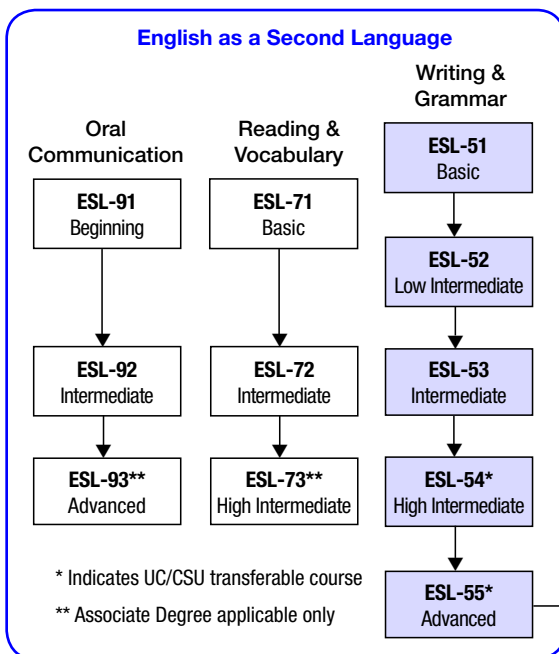 English as a Second Language
Oral
Communication
ESL-91
Beginning
ESL-92
Intermediate
ESL-93**
Advanced
Reading &
Vocabulary
ESL-71
Basic
ESL-72
Intermediate
ESL-73**
High Intermediate
Writing &
Grammar
ESL-51
Basic
ESL-52
Low Intermediate
ESL-53
Intermediate
ESL-54*
High Intermediate
ESL-55*
Advanced
* Indicates UC/CSU transferable course
** Associate Degree applicable only